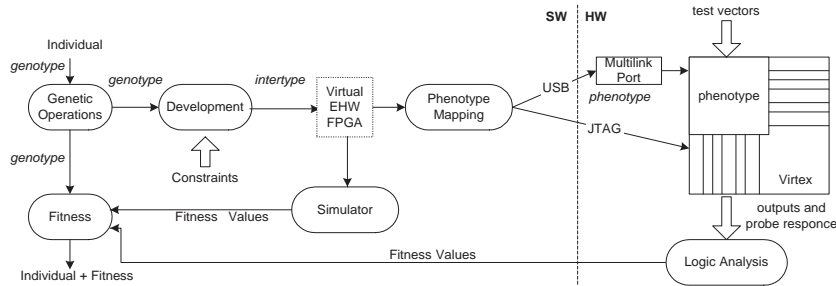 SW HW
test vectors
Individual
genotype
genotype
intertype
Genetic
Operations
Development
Virtual
EHW
FPGA
Phenotype
Mapping
USB
Multilink
Port
phenotype
phenotype
JTAG
genotype
Constraints
Virtex
Fitness
Fitness Values
Simulator
outputs and
probe responce
Fitness Values
Logic Analysis
Individual + Fitness